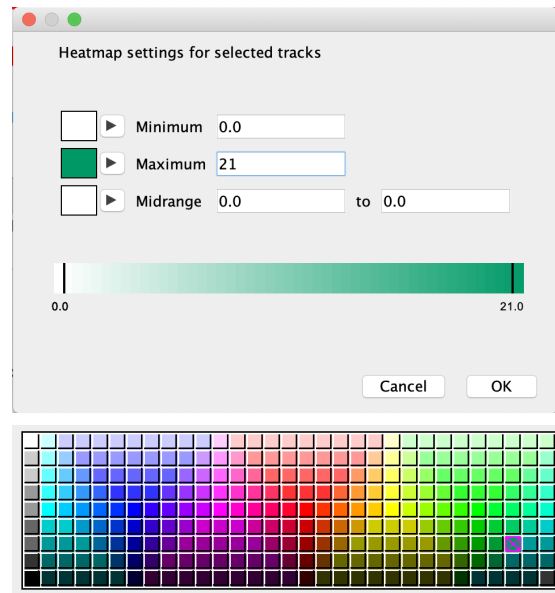 Heatmap settings for selected tracks
Minimum 0.0
Maximum 21
Midrange 0.0 to 0.0
0.0 21.0
Cancel OK